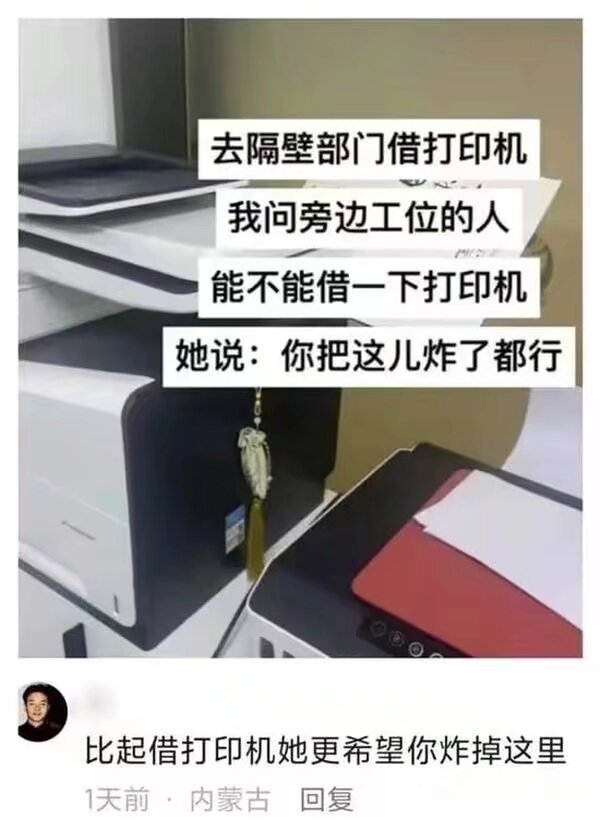 去隔壁部门借打印机
我问旁边工位的人
能不能借一下打印机
她说：你把这儿炸了都行
比起借打印机她更希望你炸掉这里
1天前 · 内蒙古 回复